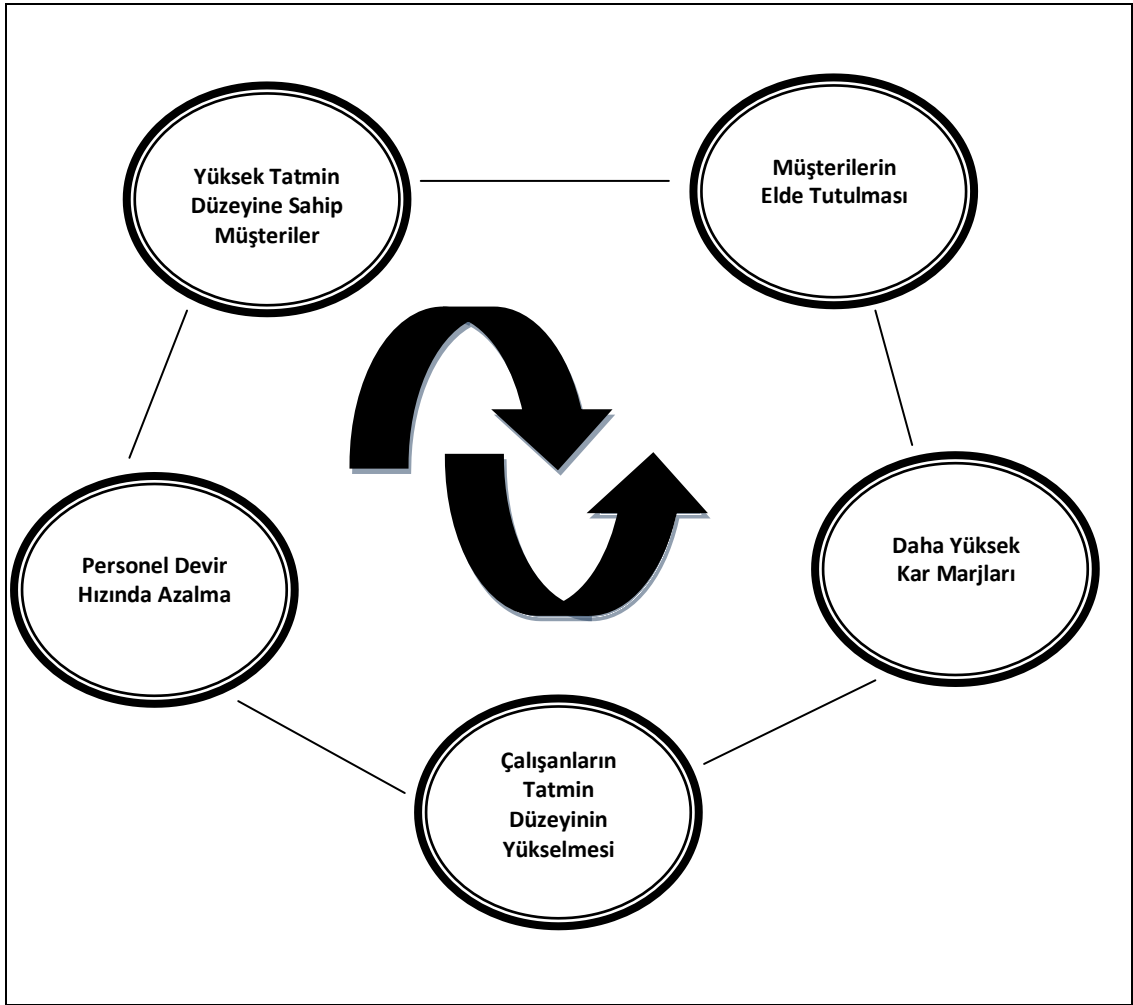 Yüksek Tatmin
Düzeyine Sahip
Müşteriler
Müşterilerin
Elde Tutulması
Daha Yüksek
Kar Marjları
Çalışanların
Tatmin
Düzeyinin
Yükselmesi
Personel Devir
Hızında Azalma